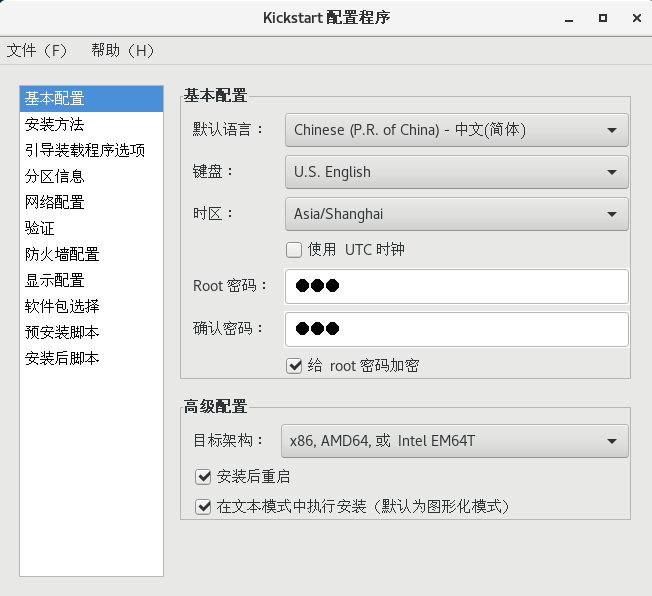 Kickstart 配置程序
文件（F） 帮助（H）
基本配置
安装方法
引导装载程序选项
分区信息
网络配置
验证
防火墙配置
显示配置
软件包选择
预安装脚本
安装后脚本
基本配置
默认语言： Chinese (P.R. of China) - 中文(简体)
键盘： U.S. English
时区： Asia/Shanghai
使用 UTC 时钟
Root 密码： ●●●
确认密码： ●●●
给 root 密码加密
高级配置
目标架构： x86, AMD64, 或 Intel EM64T
安装后重启
在文本模式中执行安装（默认为图形化模式）